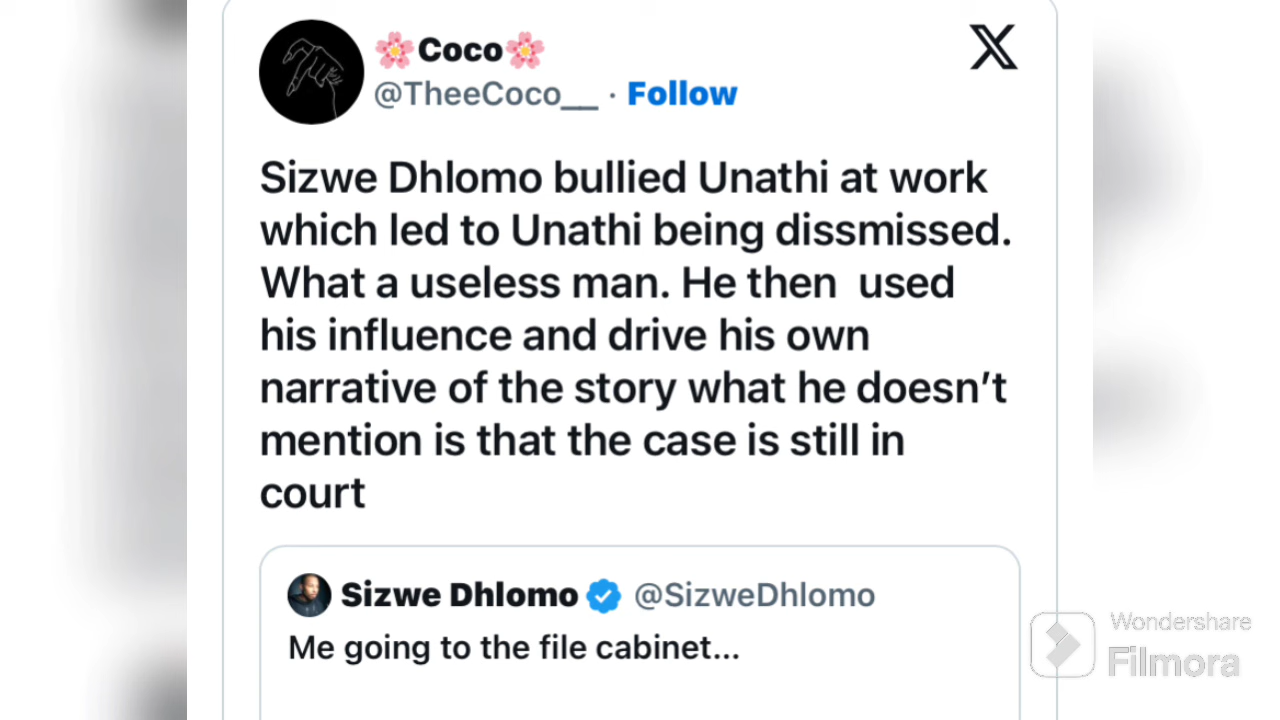 🌸Coco🌸
@TheeCoco__ · Follow
Sizwe Dhlomo bullied Unathi at work
which led to Unathi being dissmissed.
What a useless man. He then  used
his influence and drive his own
narrative of the story what he doesn't
mention is that the case is still in
court
Sizwe Dhlomo @SizweDhlomo
Me going to the file cabinet...
Wondershare
Filmora